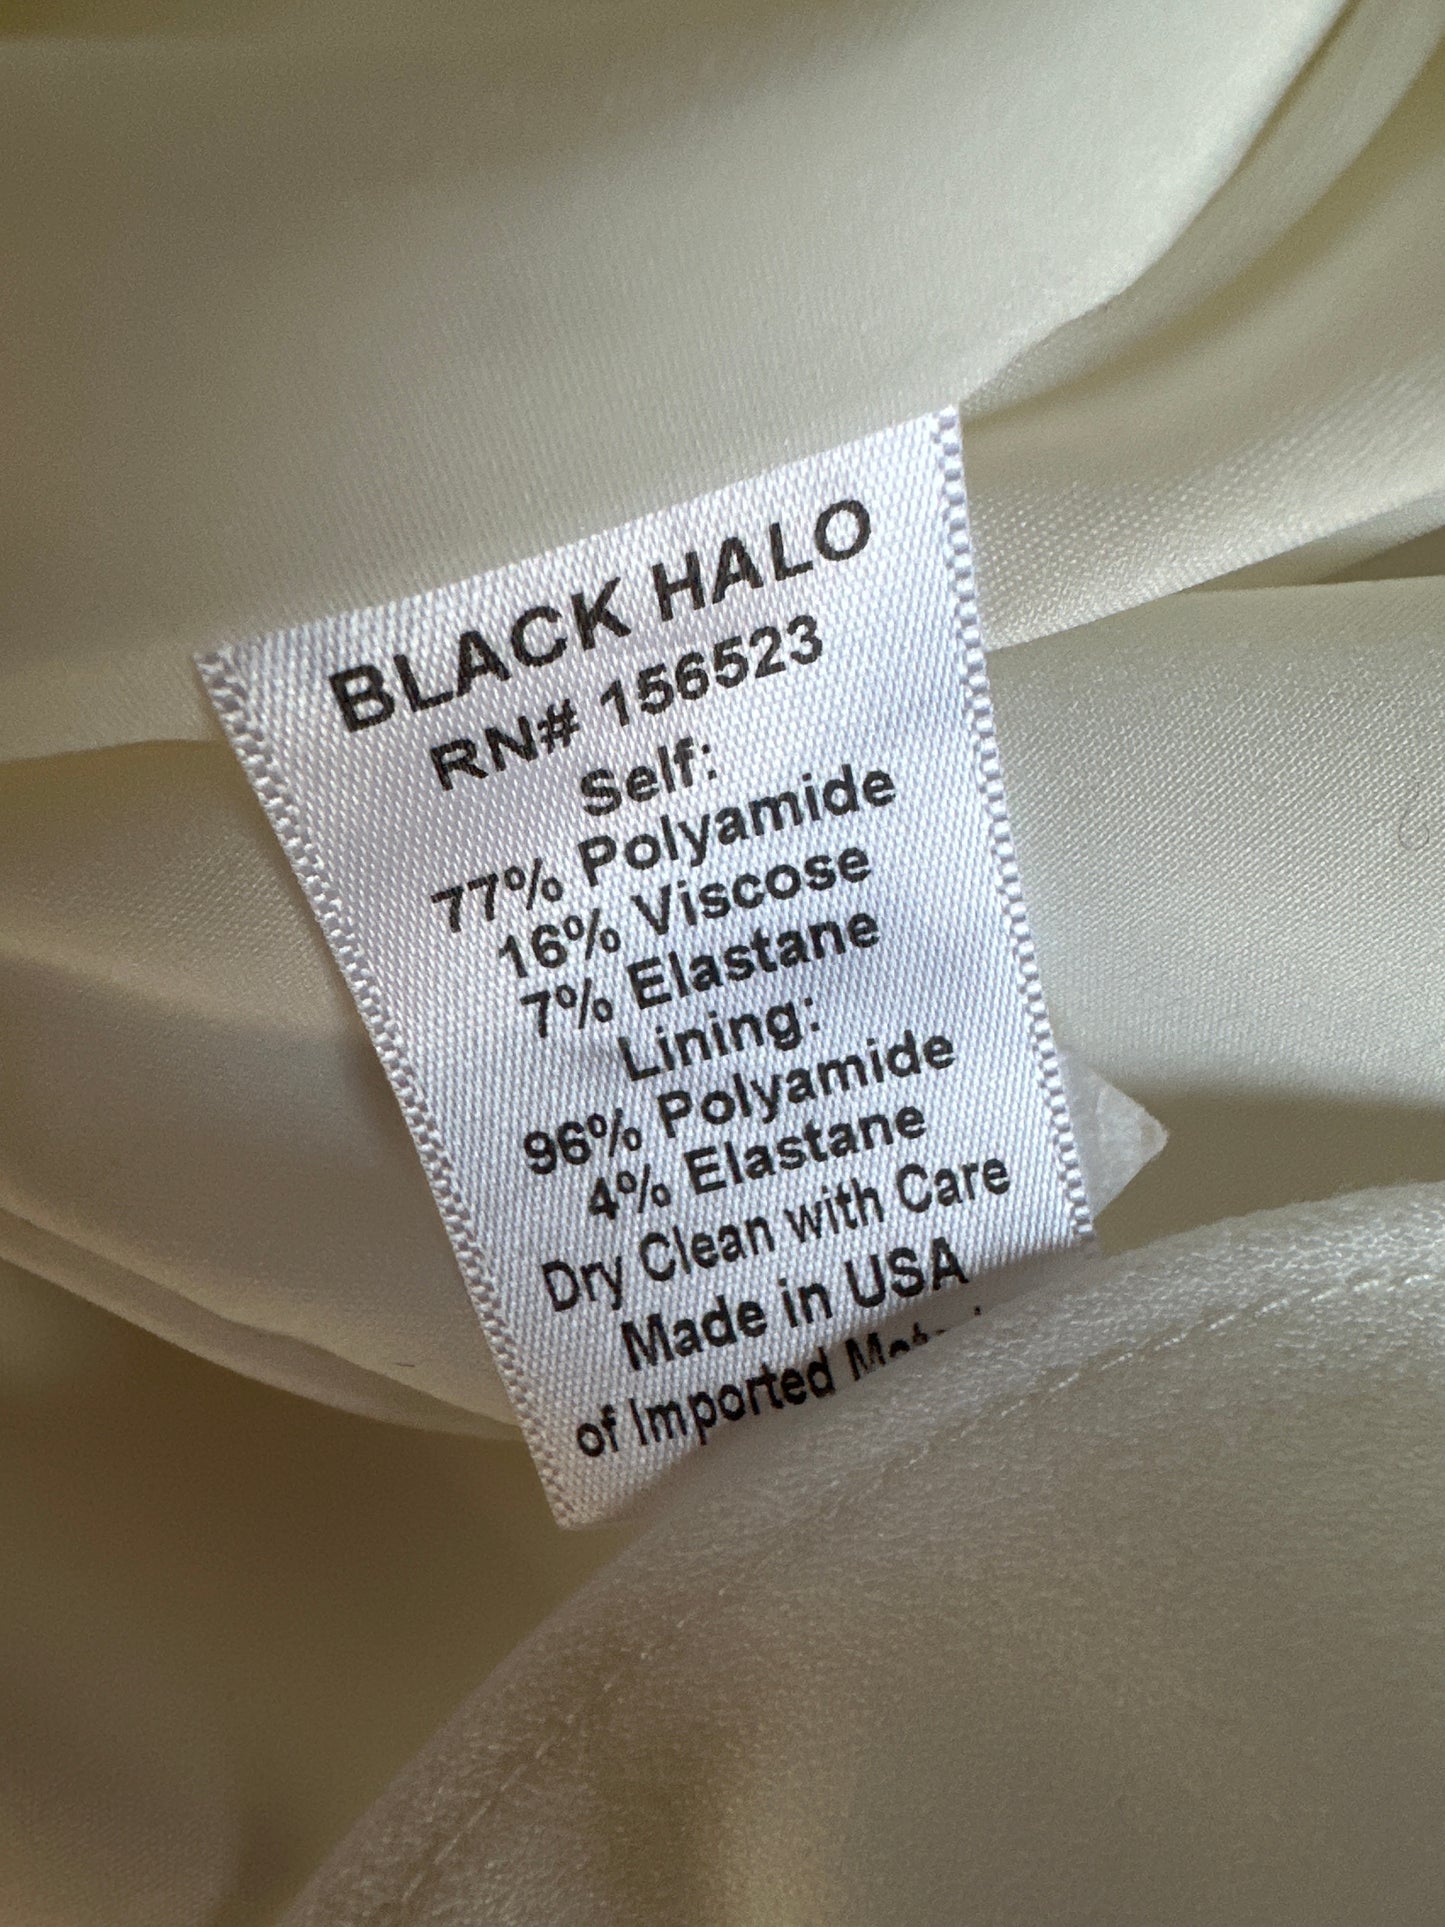 BLACK HALO
RN# 156523
Self:
77% Polyamide
16% Viscose
7% Elastane
Lining:
96% Polyamide
4% Elastane
Dry Clean with Care
Made in USA
of Imported